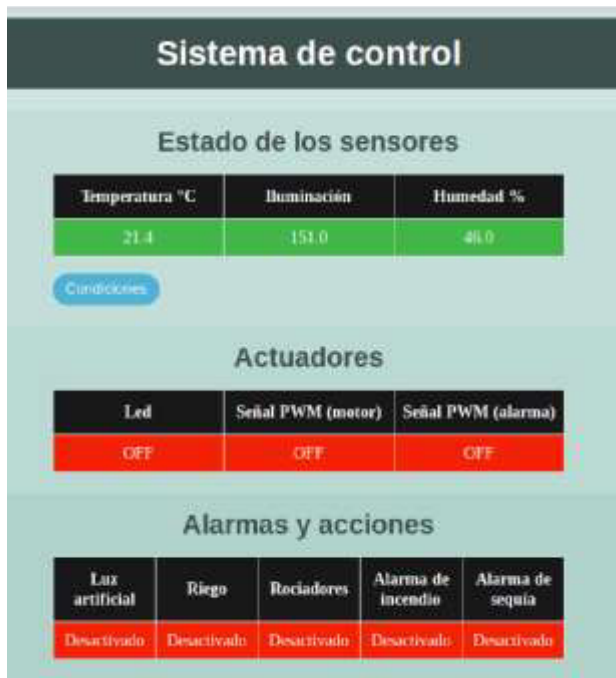 Sistema de control
Estado de los sensores
Temperatura °C Iluminación Humedad %
21.4 151.0 46.0
Condiciones
Actuadores
Led Señal PWM (motor) Señal PWM (alarma)
OFF OFF OFF
Alarmas y acciones
Luz artificial Riego Rociadores Alarma de incendio Alarma de sequía
Desactivado Desactivado Desactivado Desactivado Desactivado